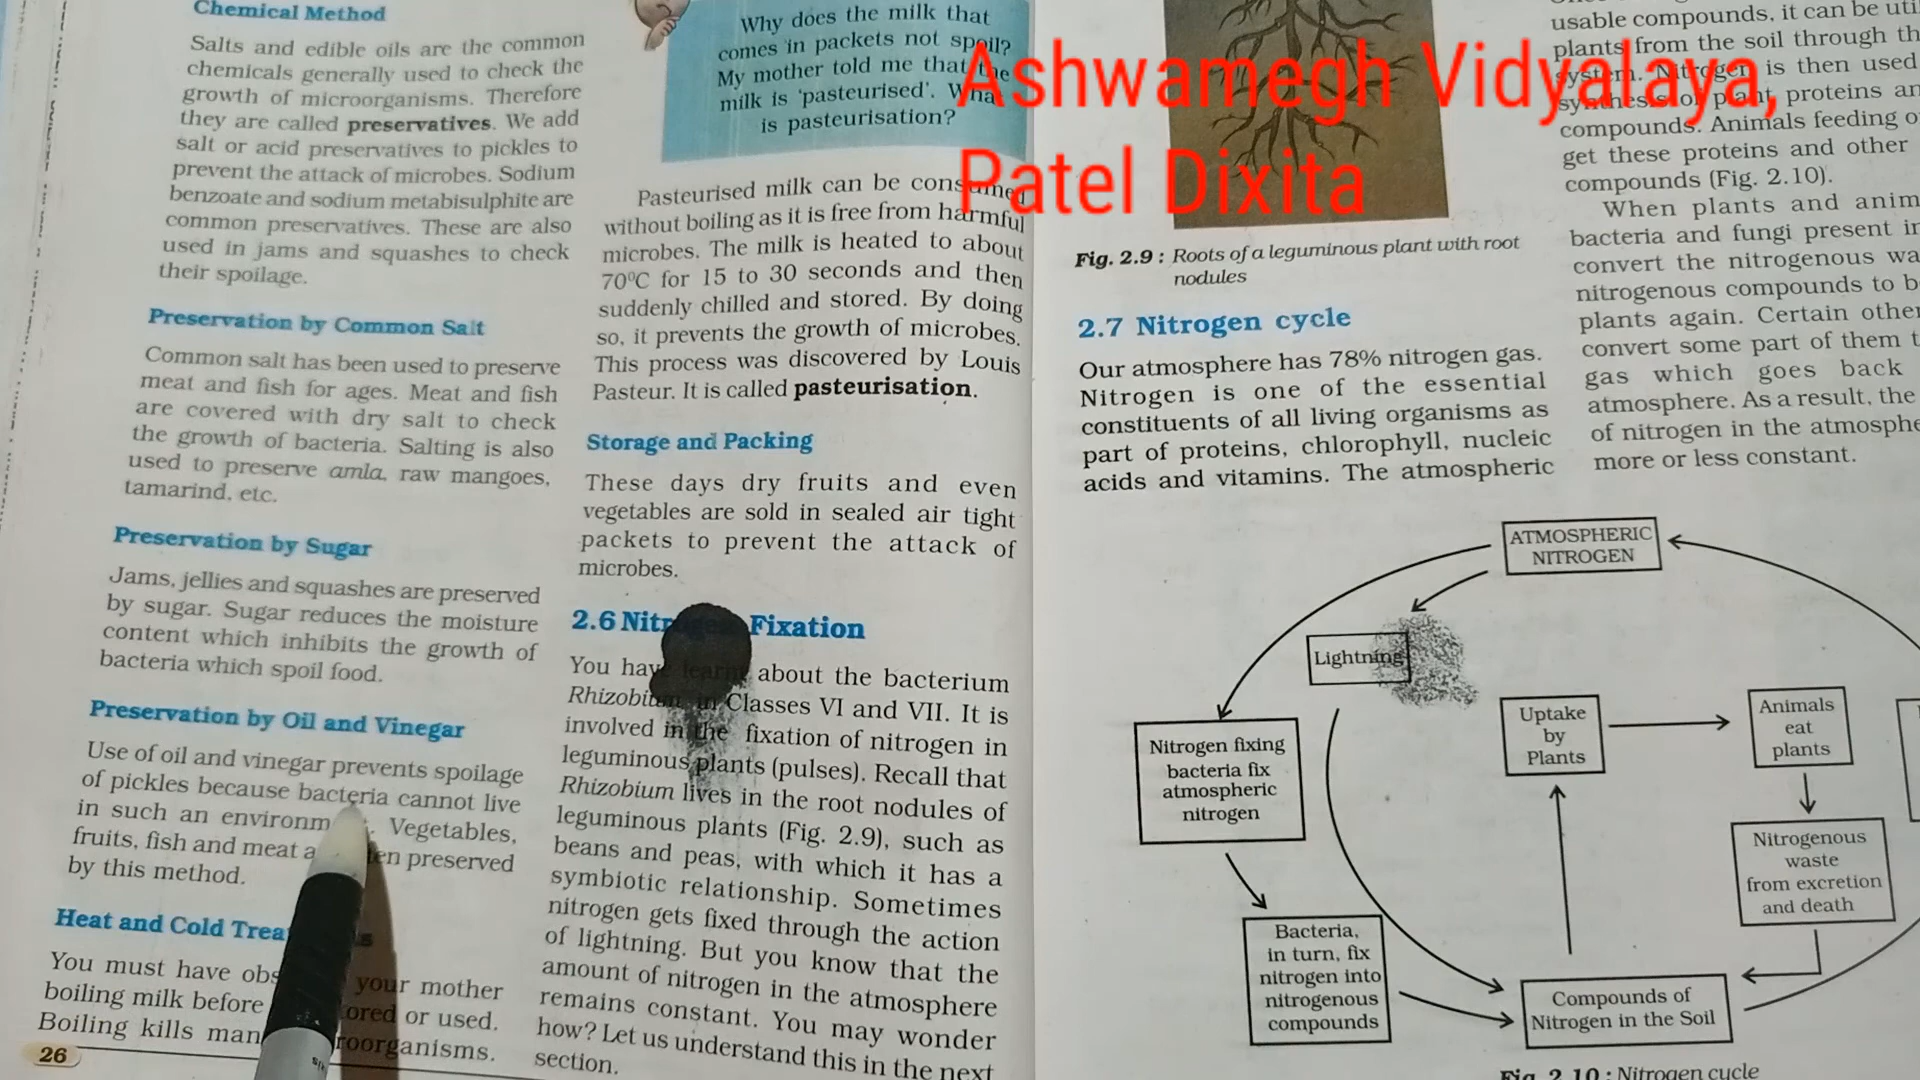 Chemical Method
Salts and edible oils are the common
chemicals generally used to check the
growth of microorganisms. Therefore
they are called preservatives. We add
salt or acid preservatives to pickles to
prevent the attack of microbes. Sodium
benzoate and sodium metabisulphite are
common preservatives. These are also
used in jams and squashes to check
their spoilage.
Preservation by Common Salt
Common salt has been used to preserve
meat and fish for ages. Meat and fish
are covered with dry salt to check
the growth of bacteria. Salting is also
used to preserve amla, raw mangoes,
tamarind, etc.
Preservation by Sugar
Jams, jellies and squashes are preserved
by sugar. Sugar reduces the moisture
content which inhibits the growth of
bacteria which spoil food.
Preservation by Oil and Vinegar
Use of oil and vinegar prevents spoilage
of pickles because bacteria cannot live
in such an Vegetables,
fruits, fish and meat preserved
by this method.
Heat and Cold
You must have your mother
boiling milk before or used.
Boiling kills
26
Why does the milk that
comes in packets not spoil?
My mother told me that the
milk is 'pasteurised'. What
is pasteurisation?
Pasteurised milk can be consumed
without boiling as it is free from harmful
microbes. The milk is heated to about
70°C for 15 to 30 seconds and then
suddenly chilled and stored. By doing
so, it prevents the growth of microbes.
This process was discovered by Louis
Pasteur. It is called pasteurisation.
Storage and Packing
These days dry fruits and even
vegetables are sold in sealed air tight
packets to prevent the attack of
microbes.
2.6 Nitrogen Fixation
You have learnt about the bacterium
Rhizobium in Classes VI and VII. It is
involved in the fixation of nitrogen in
leguminous plants (pulses). Recall that
Rhizobium lives in the root nodules of
leguminous plants (Fig. 2.9), such as
beans and peas, with which it has a
symbiotic relationship. Sometimes
nitrogen gets fixed through the action
of lightning. But you know that the
amount of nitrogen in the atmosphere
remains constant. You may wonder
how? Let us understand this in the next
section.
Ashwamegh Vidyalaya,
Patel Dixita
Fig. 2.9 : Roots of a leguminous plant with root
nodules
2.7 Nitrogen cycle
Our atmosphere has 78% nitrogen gas.
Nitrogen is one of the essential
constituents of all living organisms as
part of proteins, chlorophyll, nucleic
acids and vitamins. The atmospheric
usable compounds, it can be
plants from the soil through
system. Nitrogen is then used
synthesis of plant proteins
compounds. Animals feeding
get these proteins and other
compounds (Fig. 2.10).
When plants and
bacteria and fungi present
convert the nitrogenous
nitrogenous compounds to
plants again. Certain
convert some part of them
gas which goes back
atmosphere. As a result, the
of nitrogen in the
more or less constant.
ATMOSPHERIC
NITROGEN
Lightning
Nitrogen fixing
bacteria fix
atmospheric
nitrogen
Uptake
by
Plants
Animals
eat
plants
Nitrogenous
waste
from excretion
and death
Bacteria,
in turn, fix
nitrogen into
nitrogenous
compounds
Compounds of
Nitrogen in the Soil
Fig. 2.10 : Nitrogen cycle